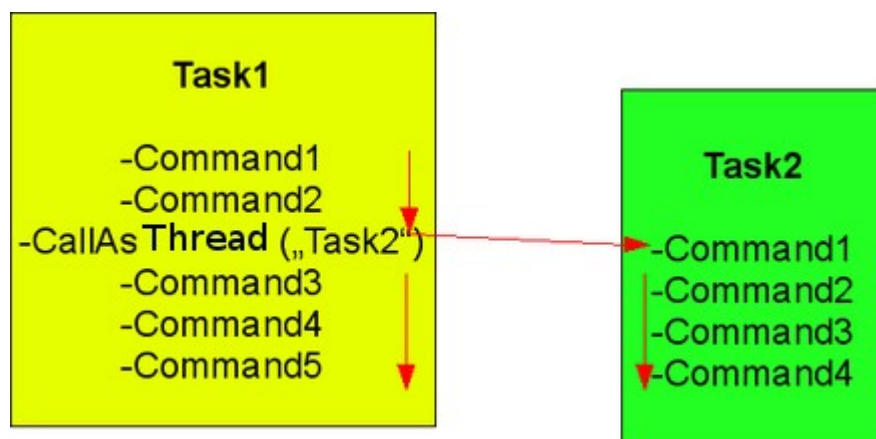 Task1
-Command1
-Command2
-CallAsThread („Task2“)
-Command3
-Command4
-Command5
Task2
-Command1
-Command2
-Command3
-Command4